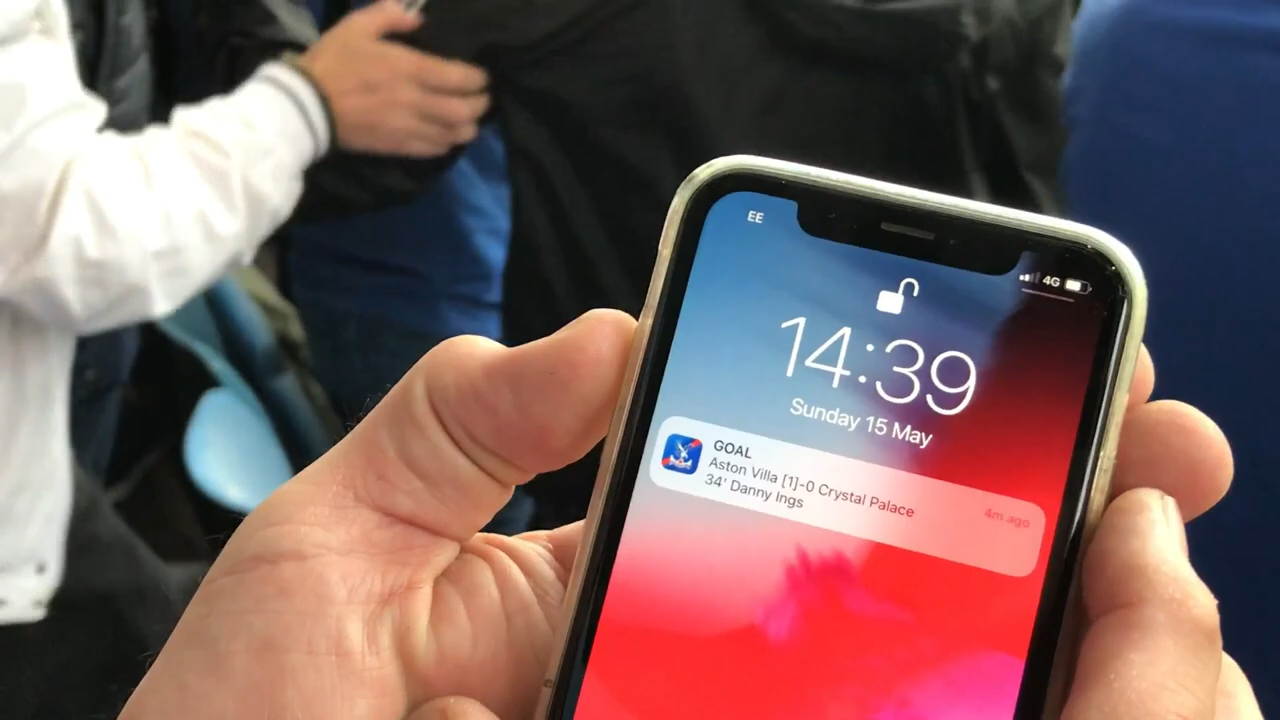 EE
4G
14:39
Sunday 15 May
GOAL
Aston Villa [1]-0 Crystal Palace
34' Danny Ings
4m ago